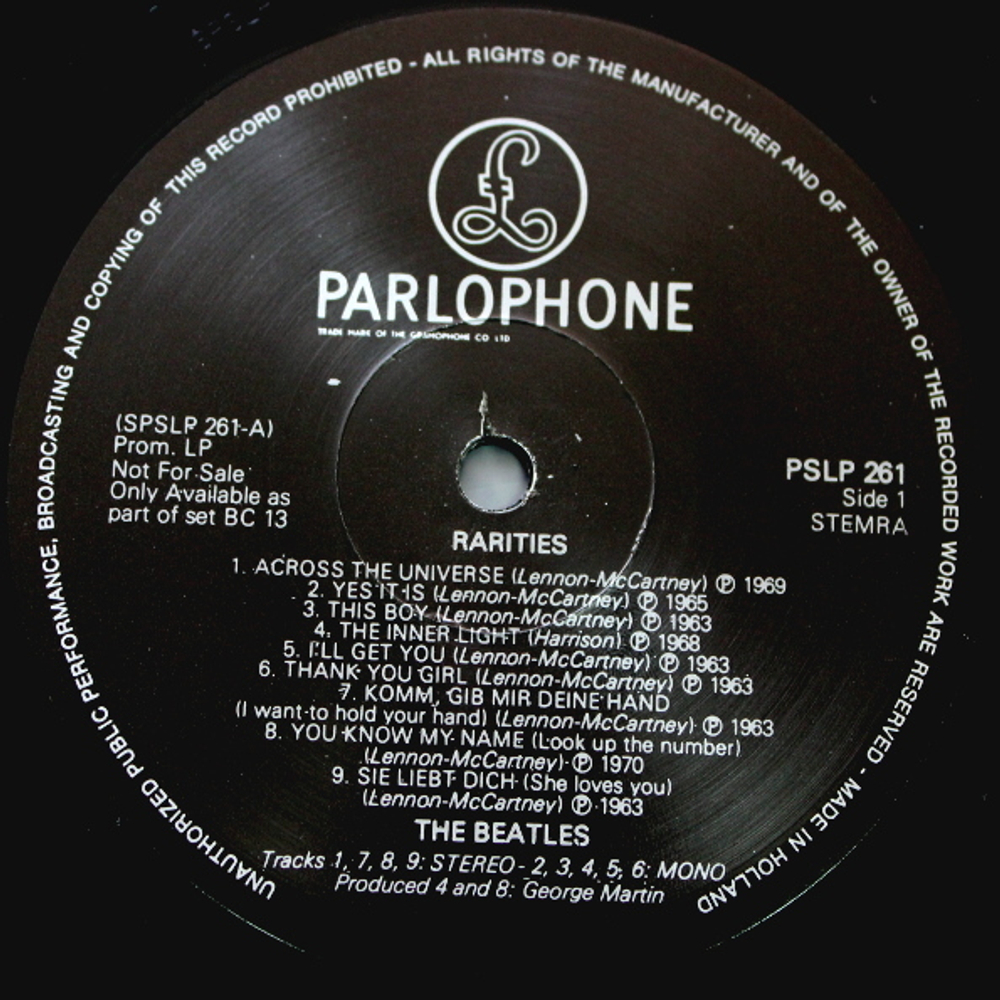 UNAUTHORIZED PUBLIC PERFORMANCE, BROADCASTING AND COPYING OF THIS RECORD PROHIBITED - ALL RIGHTS OF THE MANUFACTURER AND OF THE OWNER OF THE RECORDED WORK ARE RESERVED - MADE IN HOLLAND
£
PARLOPHONE
TRADE MARK OF THE GRAMOPHONE CO LTD
(SPSLP 261-A)
Prom. LP
Not For Sale
Only Available as
part of set BC 13
PSLP 261
Side 1
STEMRA
RARITIES
1. ACROSS THE UNIVERSE (Lennon-McCartney) ℗ 1969
2. YES IT IS (Lennon-McCartney) ℗ 1965
3. THIS BOY (Lennon-McCartney) ℗ 1963
4. THE INNER LIGHT (Harrison) ℗ 1968
5. I'LL GET YOU (Lennon-McCartney) ℗ 1963
6. THANK YOU GIRL (Lennon-McCartney) ℗ 1963
7. KOMM, GIB MIR DEINE HAND
(I want to hold your hand) (Lennon-McCartney) ℗ 1963
8. YOU KNOW MY NAME (Look up the number)
(Lennon-McCartney) ℗ 1970
9. SIE LIEBT DICH (She loves you)
(Lennon-McCartney) ℗ 1963
THE BEATLES
Tracks 1, 7, 8, 9: STEREO - 2, 3, 4, 5, 6: MONO
Produced 4 and 8: George Martin